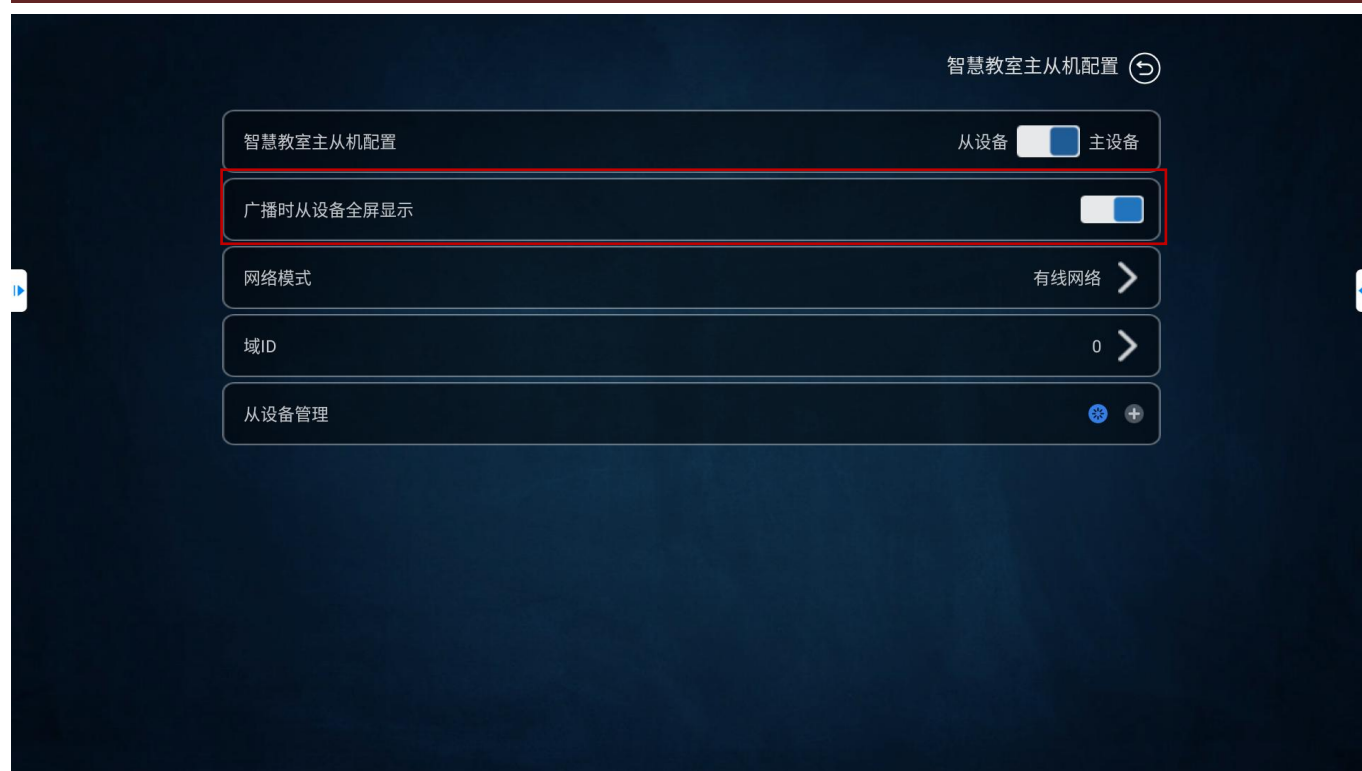 智慧教室主从机配置
智慧教室主从机配置 从设备 主设备
广播时从设备全屏显示
网络模式 有线网络
域ID 0
从设备管理